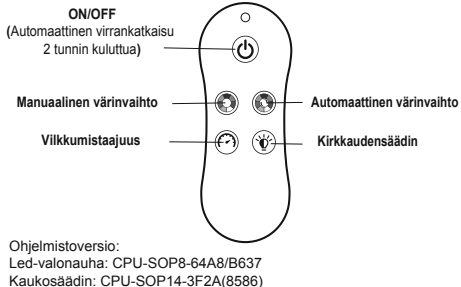 ON/OFF
(Automaattinen virrankatkaisu
2 tunnin kuluttua)
Manuaalinen värinvaihto
Automaattinen värinvaihto
Vilkkumistaajuus
Kirkkaudensäädin
Ohjelmistoversio:
Led-valonauha: CPU-SOP8-64A8/B637
Kaukosäädin: CPU-SOP14-3F2A(8586)